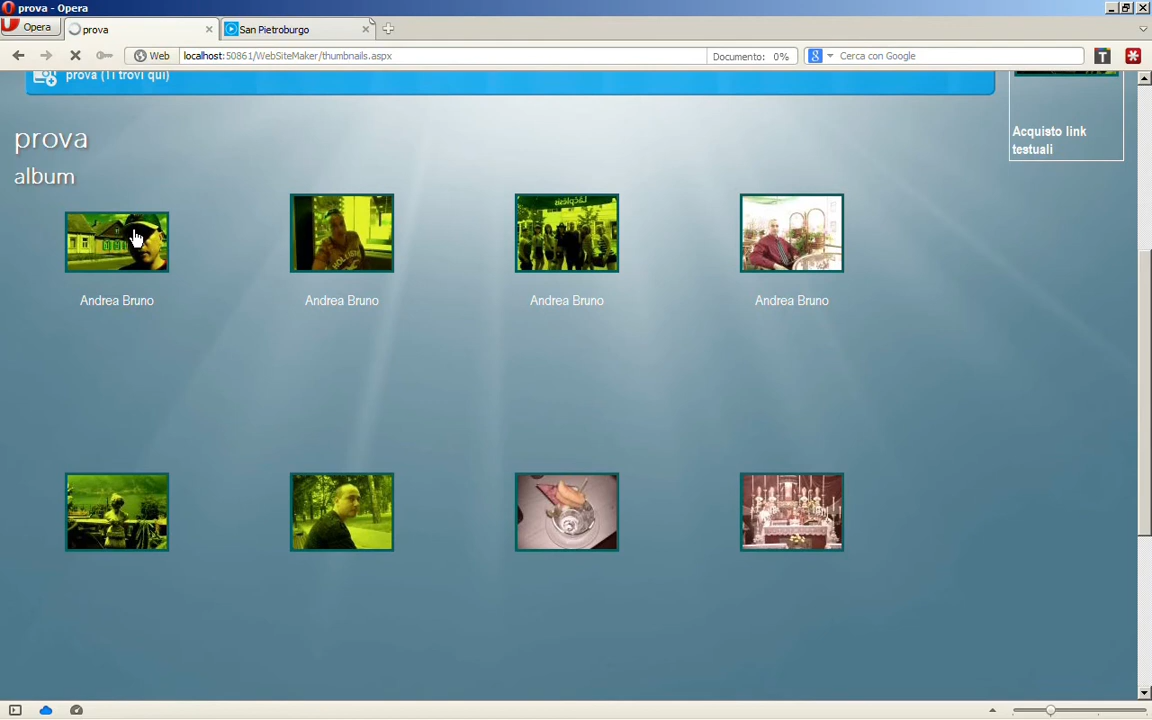 prova - Opera
Opera
prova
San Pietroburgo
Web
localhost:50861/WebSiteMaker/thumbnails.aspx
Documento: 0%
Cerca con Google
prova (Ti trovi qui)
Acquisto link
testuali
prova
album
Andrea Bruno
Andrea Bruno
Andrea Bruno
Andrea Bruno